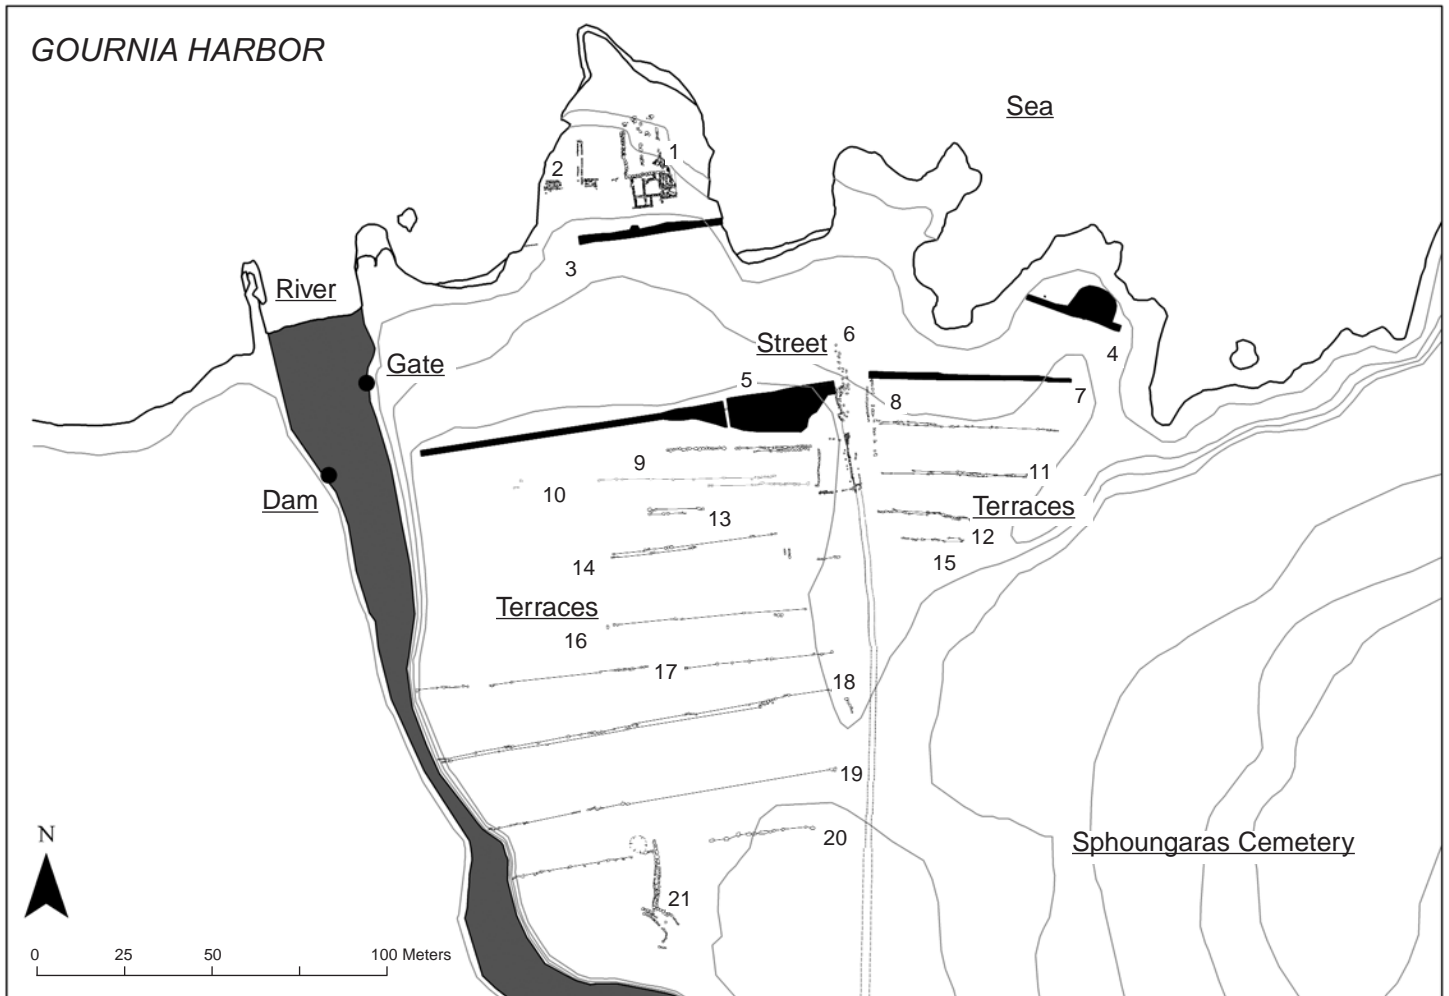 GOURNIA HARBOR
Sea
1
2
3
River
Street
6
4
Gate
5
7
8
9
11
10
Dam
Terraces
13
12
14
15
Terraces
16
17
18
19
N
20
Sphoungaras Cemetery
21
0 25 50 100 Meters